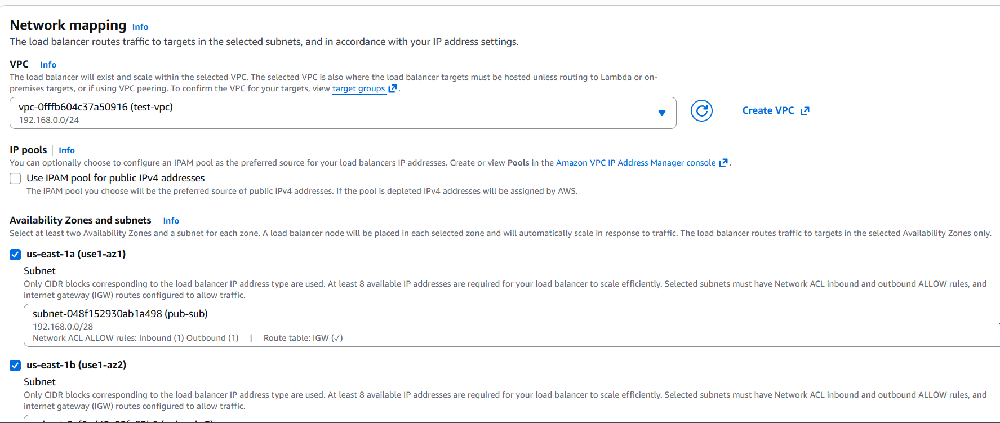 Network mapping Info
The load balancer routes traffic to targets in the selected subnets, and in accordance with your IP address settings.
VPC Info
The load balancer will exist and scale within the selected VPC. The selected VPC is also where the load balancer targets must be hosted unless routing to Lambda or on-
premises targets, or if using VPC peering. To confirm the VPC for your targets, view target groups.
vpc-0fffb604c37a50916 (test-vpc)
192.168.0.0/24
Create VPC
IP pools Info
You can optionally choose to configure an IPAM pool as the preferred source for your load balancers IP addresses. Create or view Pools in the Amazon VPC IP Address Manager console.
Use IPAM pool for public IPv4 addresses
The IPAM pool you choose will be the preferred source of public IPv4 addresses. If the pool is depleted IPv4 addresses will be assigned by AWS.
Availability Zones and subnets Info
Select at least two Availability Zones and a subnet for each zone. A load balancer node will be placed in each selected zone and will automatically scale in response to traffic. The load balancer routes traffic to targets in the selected Availability Zones only.
us-east-1a (use1-az1)
Subnet
Only CIDR blocks corresponding to the load balancer IP address type are used. At least 8 available IP addresses are required for your load balancer to scale efficiently. Selected subnets must have Network ACL inbound and outbound ALLOW rules, and
internet gateway (IGW) routes configured to allow traffic.
subnet-048f152930ab1a498 (pub-sub)
192.168.0.0/28
Network ACL ALLOW rules: Inbound (1) Outbound (1) | Route table: IGW (✓)
us-east-1b (use1-az2)
Subnet
Only CIDR blocks corresponding to the load balancer IP address type are used. At least 8 available IP addresses are required for your load balancer to scale efficiently. Selected subnets must have Network ACL inbound and outbound ALLOW rules, and
internet gateway (IGW) routes configured to allow traffic.